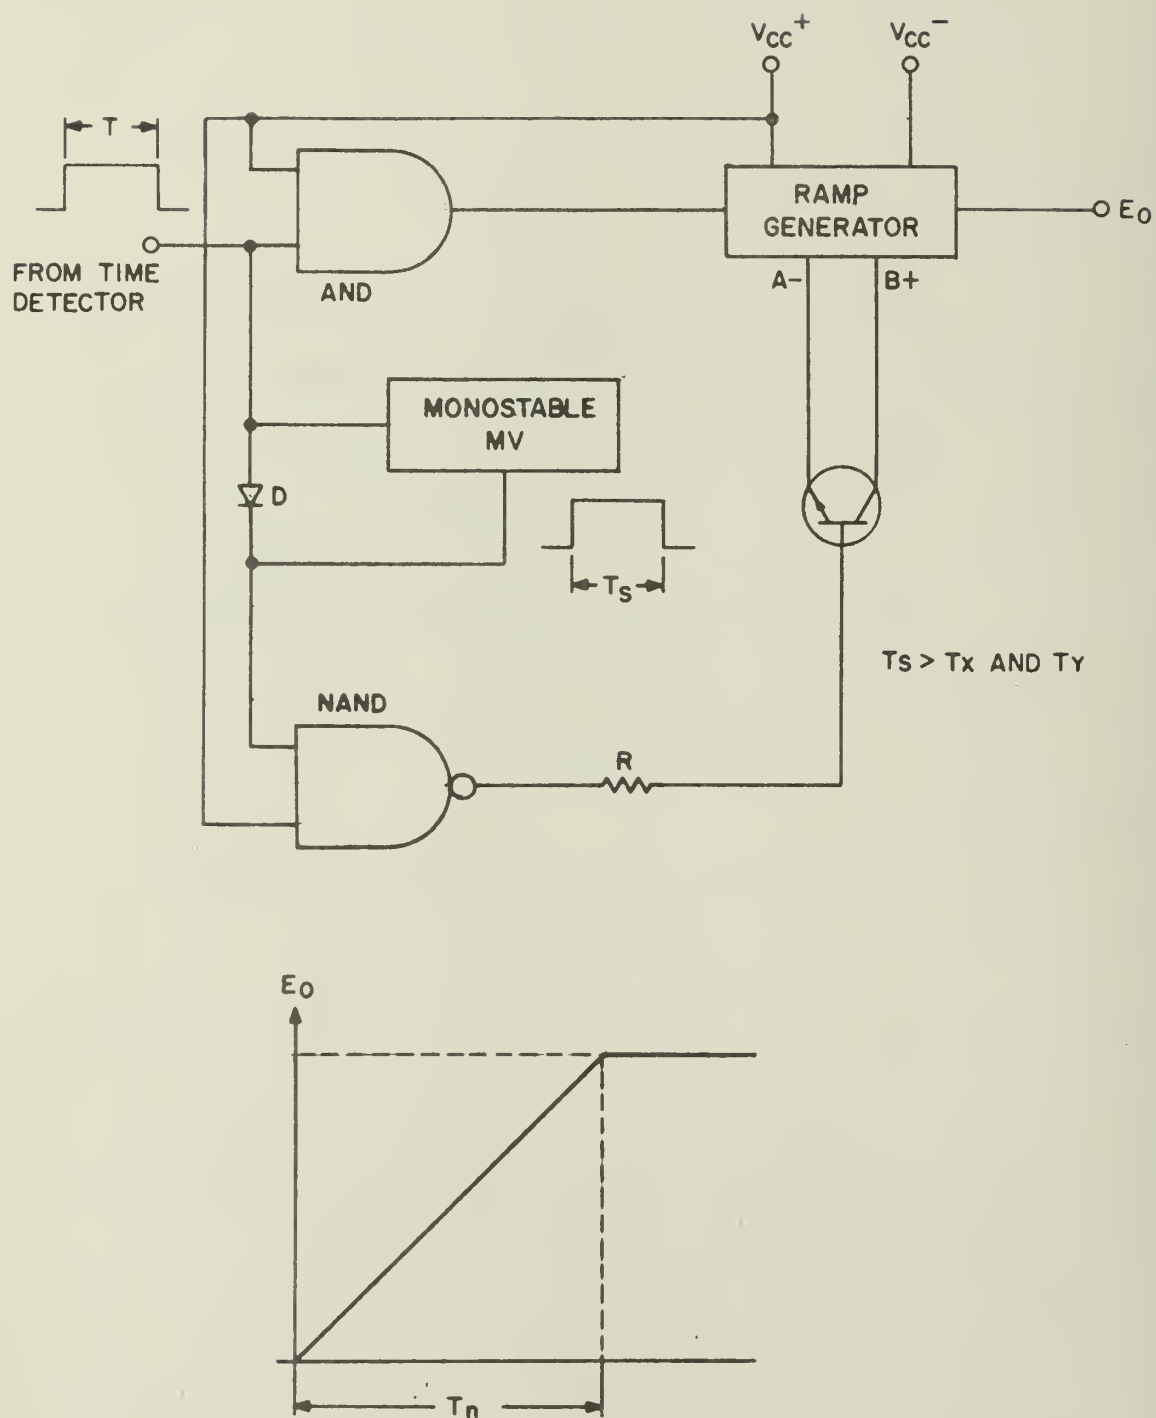 VCC+
VCC−
T
RAMP
GENERATOR
EO
FROM TIME
DETECTOR
AND
A−
B+
MONOSTABLE
MV
D
TS
TS > TX AND TY
NAND
R
EO
Tn